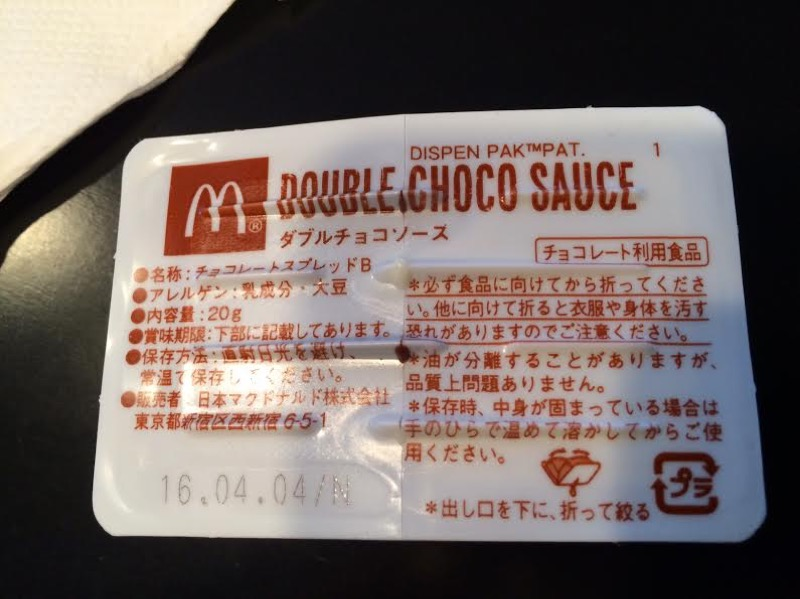 DISPEN PAK™PAT. 1
M®
DOUBLE CHOCO SAUCE
ダブルチョコソーズ
チョコレート利用食品
●名称:チョコレートスプレッドB
●アレルゲン:乳成分・大豆
●内容量:20g
●賞味期限:下部に記載してあります。
●保存方法:直射日光を避け、
常温で保存してください。
●販売者:日本マクドナルド株式会社
東京都新宿区西新宿6-5-1
16.04.04/N
*必ず食品に向けてから折ってくださ
い。他に向けて折ると衣服や身体を汚す
恐れがありますのでご注意ください。
*油が分離することがありますが、
品質上問題ありません。
*保存時、中身が固まっている場合は
手のひらで温めて溶かしてからご使
用ください。
プラ
*出し口を下に、折って絞る